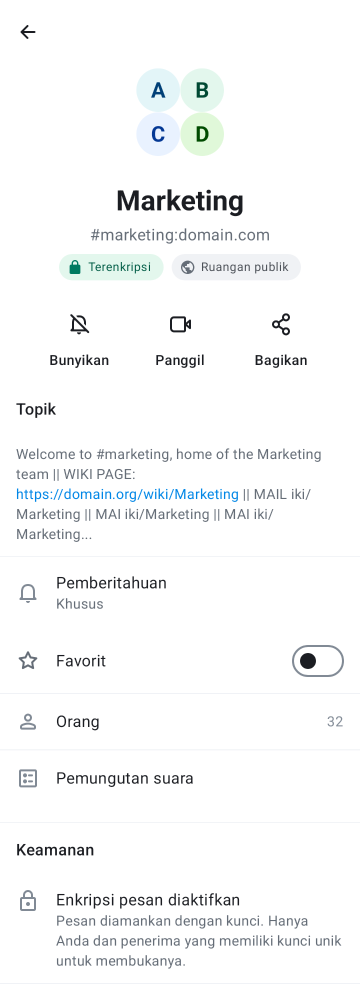 A B
C D
Marketing
#marketing:domain.com
Terenkripsi Ruangan publik
Bunyikan Panggil Bagikan
Topik
Welcome to #marketing, home of the Marketing
team || WIKI PAGE:
https://domain.org/wiki/Marketing || MAIL iki/
Marketing || MAI iki/Marketing || MAI iki/
Marketing...
Pemberitahuan
Khusus
Favorit
Orang 32
Pemungutan suara
Keamanan
Enkripsi pesan diaktifkan
Pesan diamankan dengan kunci. Hanya
Anda dan penerima yang memiliki kunci unik
untuk membukanya.